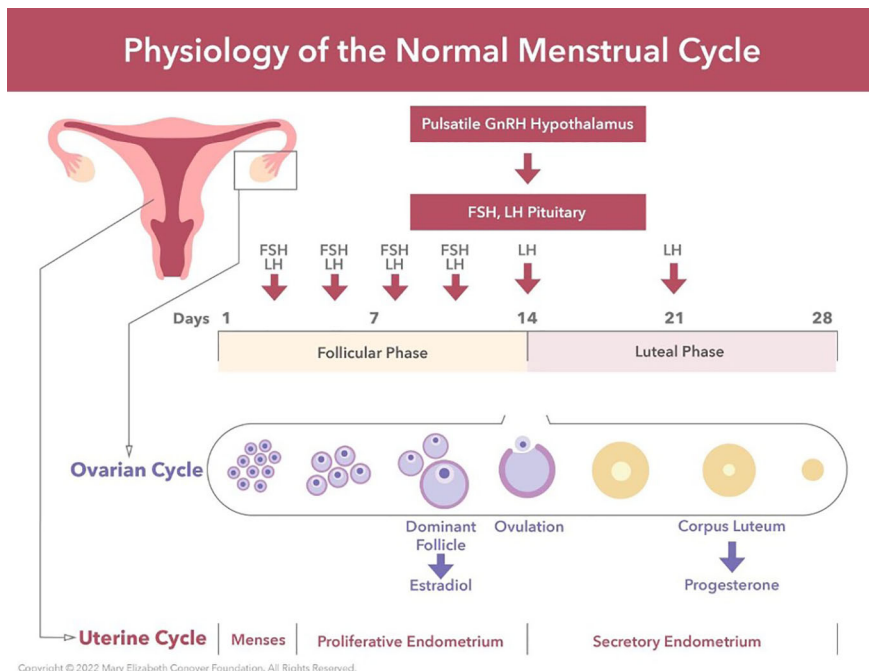 Physiology of the Normal Menstrual Cycle
Pulsatile GnRH Hypothalamus
FSH, LH Pituitary
FSH FSH FSH FSH LH LH
LH LH LH LH
Days 1 7 14 21 28
Follicular Phase Luteal Phase
Ovarian Cycle
Dominant Ovulation Corpus Luteum
Follicle
Estradiol Progesterone
Uterine Cycle Menses Proliferative Endometrium Secretory Endometrium
Copyright © 2022 Mary Elizabeth Conover Foundation. All Rights Reserved.